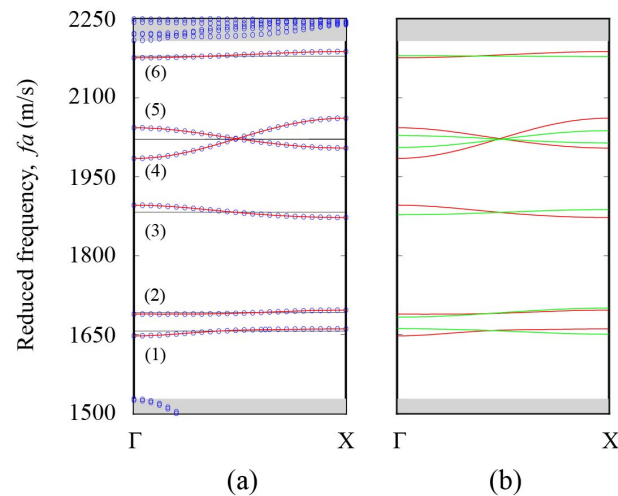 2250
2100
1950
1800
1650
1500
Reduced frequency, fa (m/s)
(6)
(5)
(4)
(3)
(2)
(1)
Γ X
Γ X
(a)
(b)